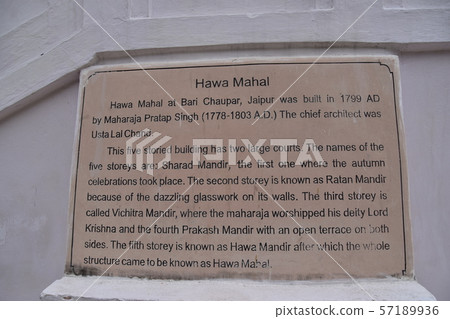 Hawa Mahal
Hawa Mahal at Bari Chaupar, Jaipur was built in 1799 AD
by Maharaja Pratap Singh (1778-1803 A.D.) The chief architect was
Usta Lal Chand.
This five storied building has two large courts. The names of the
five storeys are: Sharad Mandir, the first one where the autumn
celebrations took place. The second storey is known as Ratan Mandir
because of the dazzling glasswork on its walls. The third storey is
called Vichitra Mandir, where the maharaja worshipped his deity Lord
Krishna and the fourth Prakash Mandir with an open terrace on both
sides. The fifth storey is known as Hawa Mandir after which the whole
structure came to be known as Hawa Mahal.
PIXTA
pixta.jp - 57189936